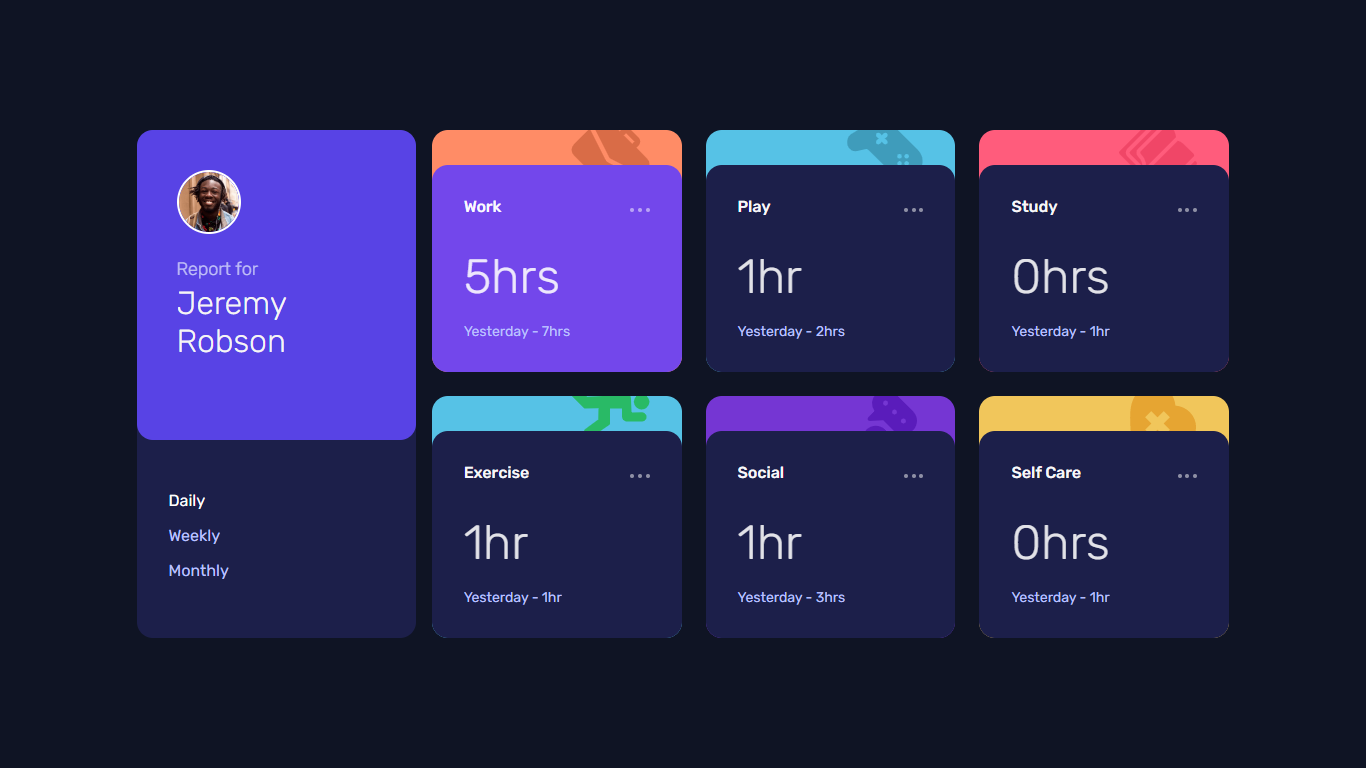 Report for
Jeremy
Robson
Daily
Weekly
Monthly
Work
5hrs
Yesterday - 7hrs
Play
1hr
Yesterday - 2hrs
Study
0hrs
Yesterday - 1hr
Exercise
1hr
Yesterday - 1hr
Social
1hr
Yesterday - 3hrs
Self Care
0hrs
Yesterday - 1hr